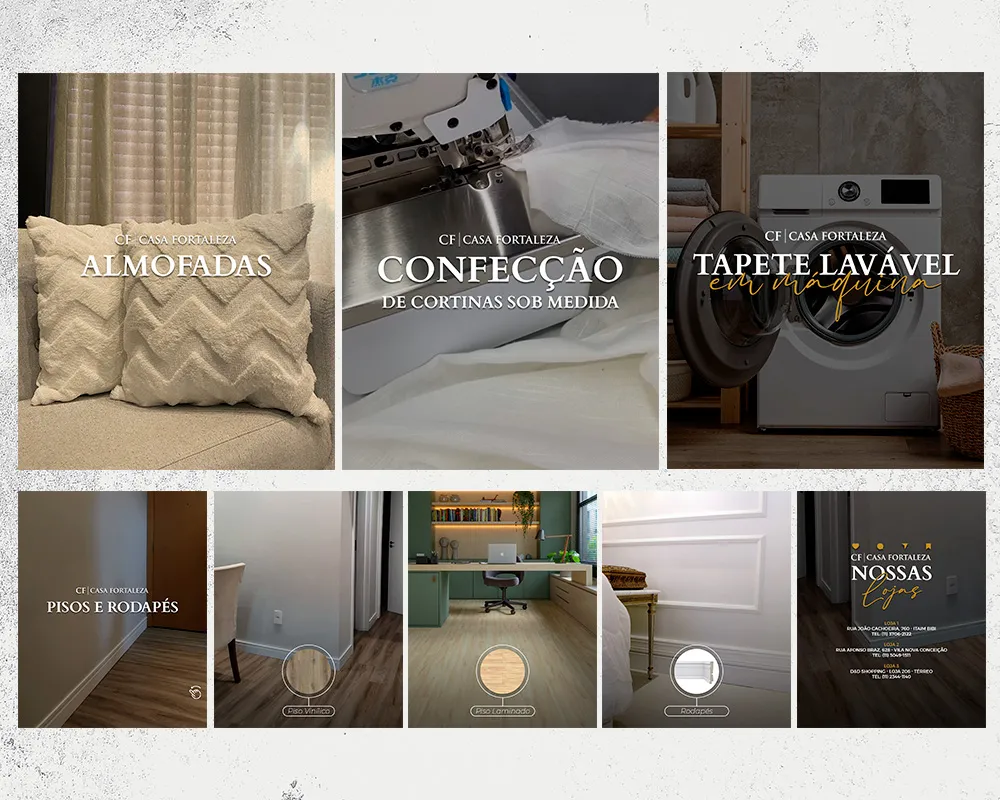 CF | CASA FORTALEZA
ALMOFADAS
CF | CASA FORTALEZA
CONFECÇÃO
DE CORTINAS SOB MEDIDA
CF | CASA FORTALEZA
TAPETE LAVÁVEL
em máquina
CF | CASA FORTALEZA
PISOS E RODAPÉS
Piso Vinílico
Piso Laminado
Rodapés
CF | CASA FORTALEZA
NOSSAS
lojas
LOJA 1
RUA JOÃO CACHOEIRA, 760 - ITAIM BIBI
TEL: (11) 3706-2122
LOJA 2
RUA AFONSO BRAZ, 628 - VILA NOVA CONCEIÇÃO
TEL: (11) 5049-1511
LOJA 3
D&D SHOPPING - LOJA 205 - TÉRREO
TEL: (11) 2344-1140